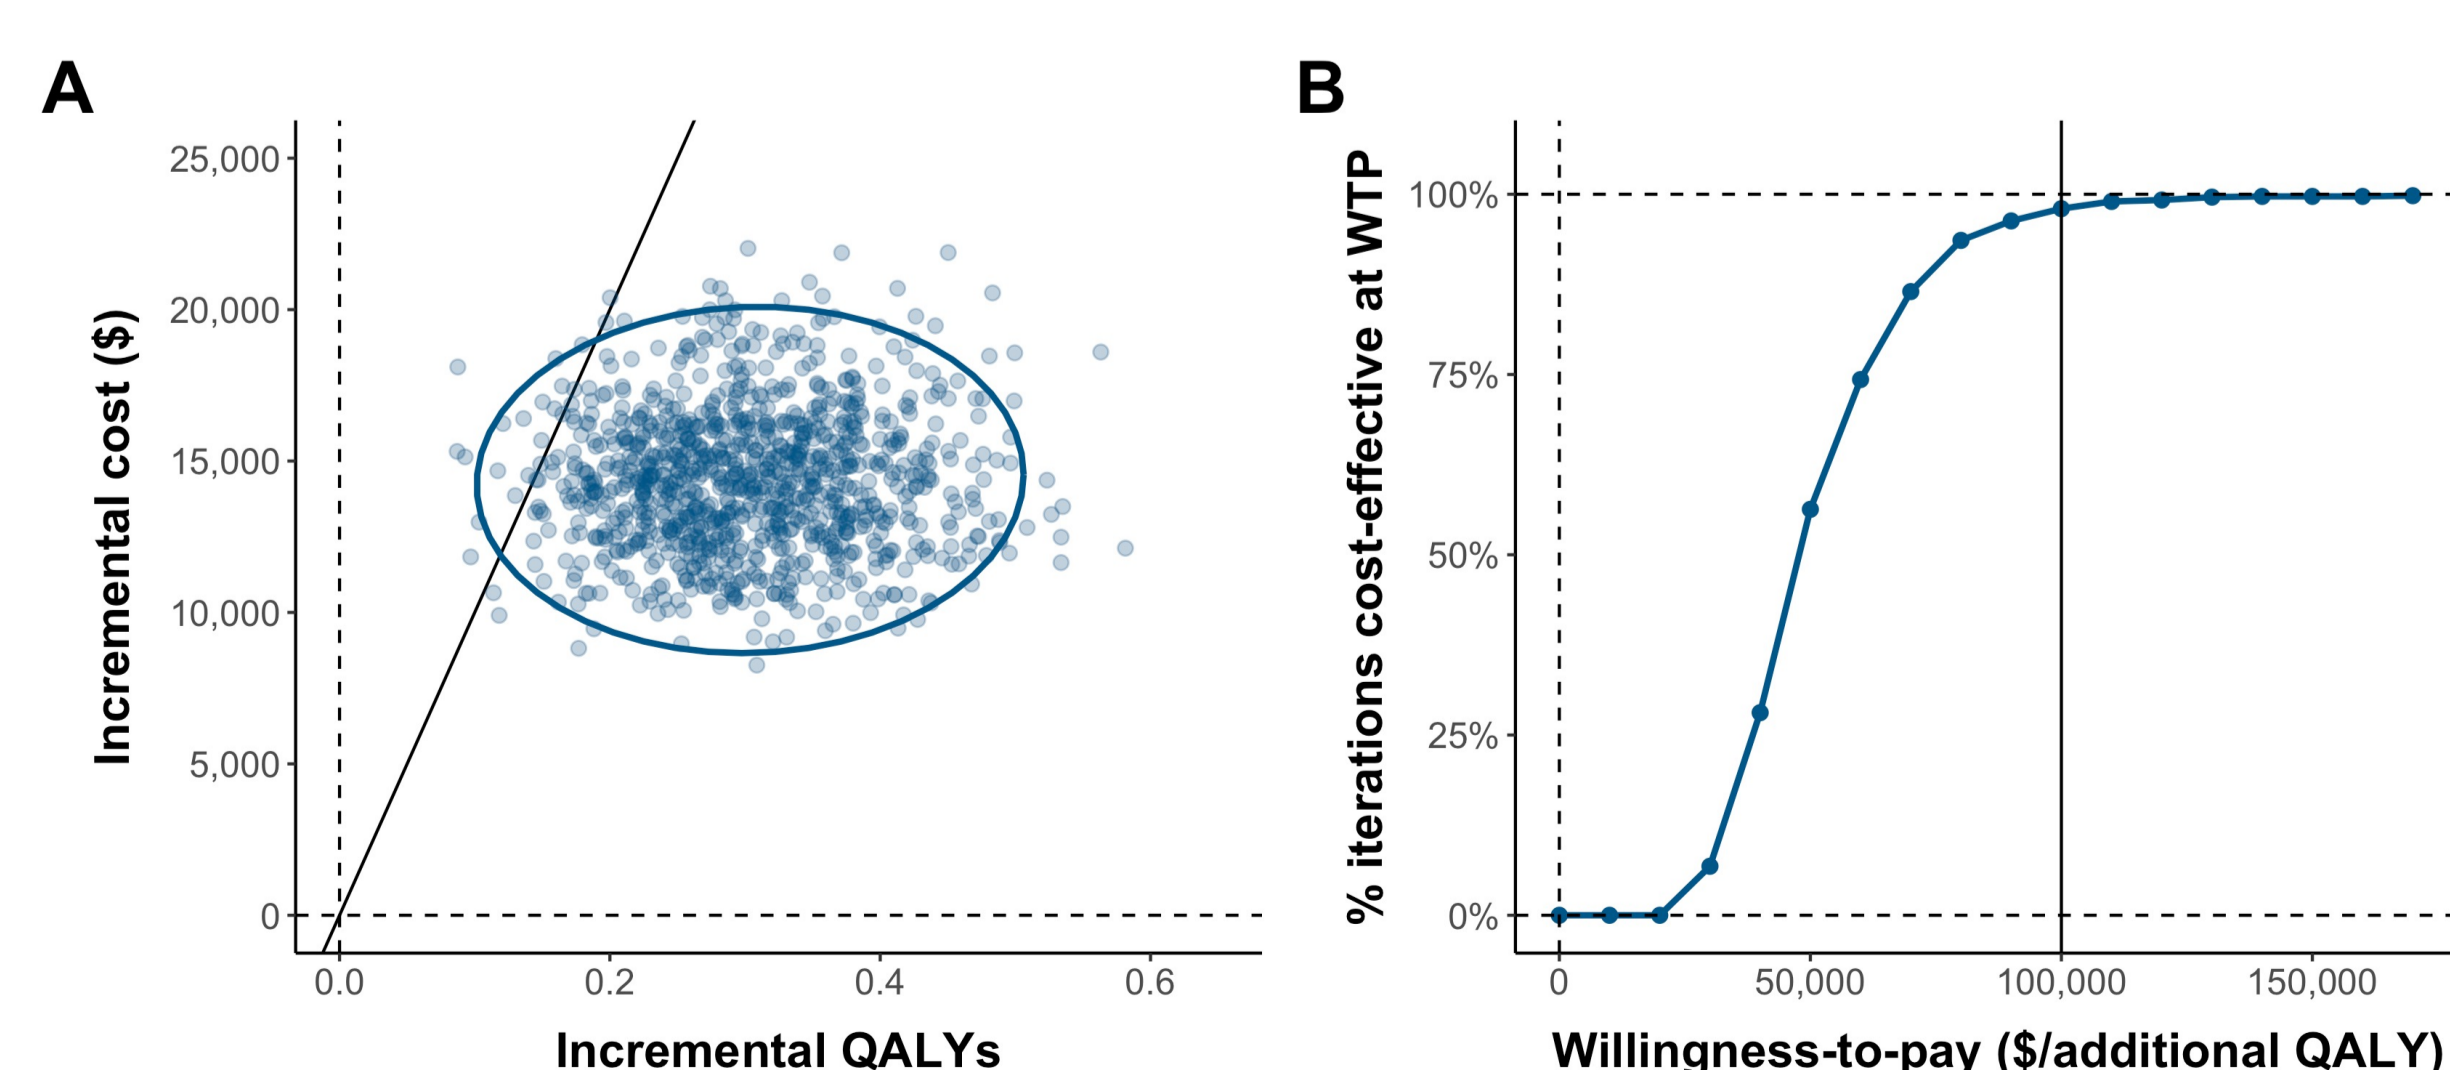 A
Incremental cost ($)
25,000
20,000
15,000
10,000
5,000
0
0.0 0.2 0.4 0.6
Incremental QALYs
B
% iterations cost-effective at WTP
100%
75%
50%
25%
0%
0 50,000 100,000 150,000
Willingness-to-pay ($/additional QALY)